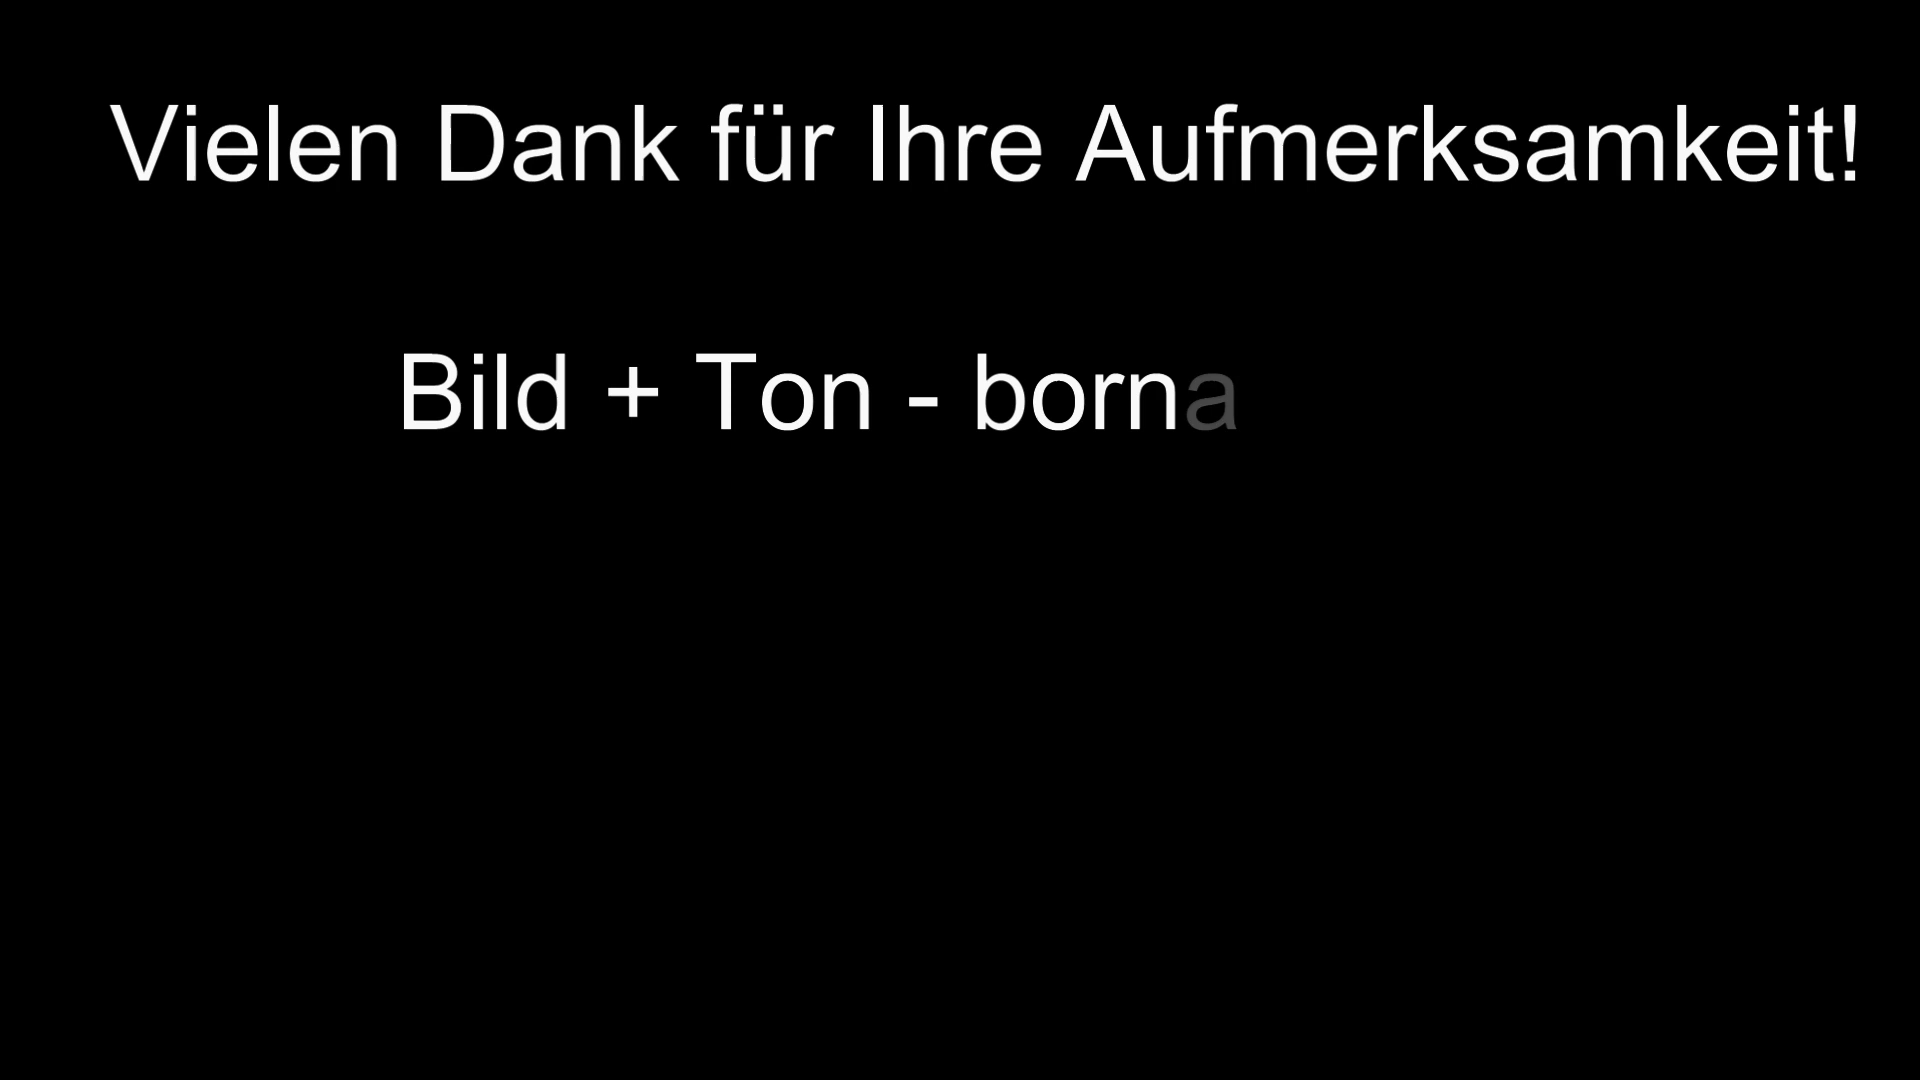 Vielen Dank für Ihre Aufmerksamkeit!
Bild + Ton - borna